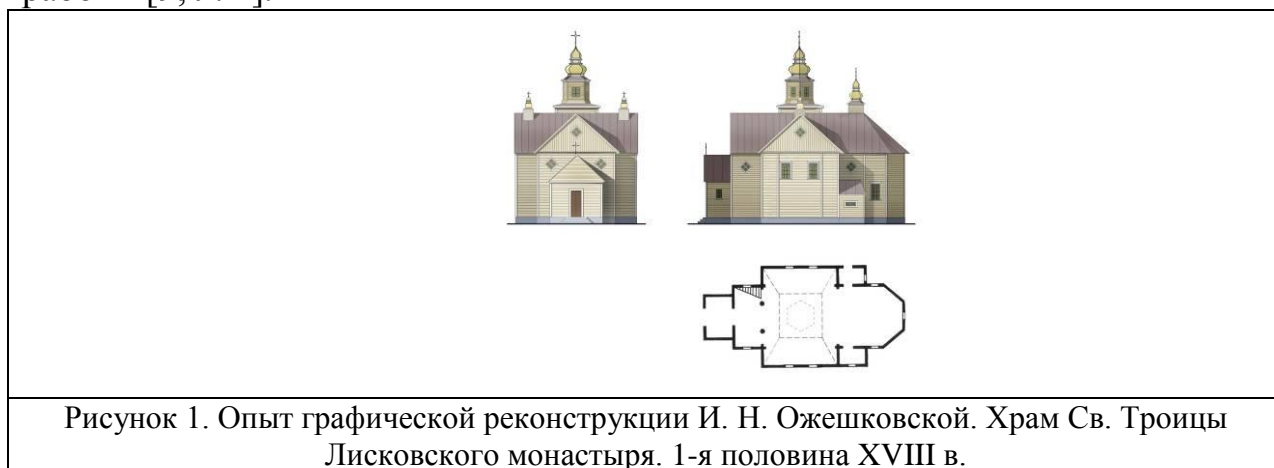 Рисунок 1. Опыт графической реконструкции И. Н. Ожешковской. Храм Св. Троицы
Лисковского монастыря. 1-я половина XVIII в.